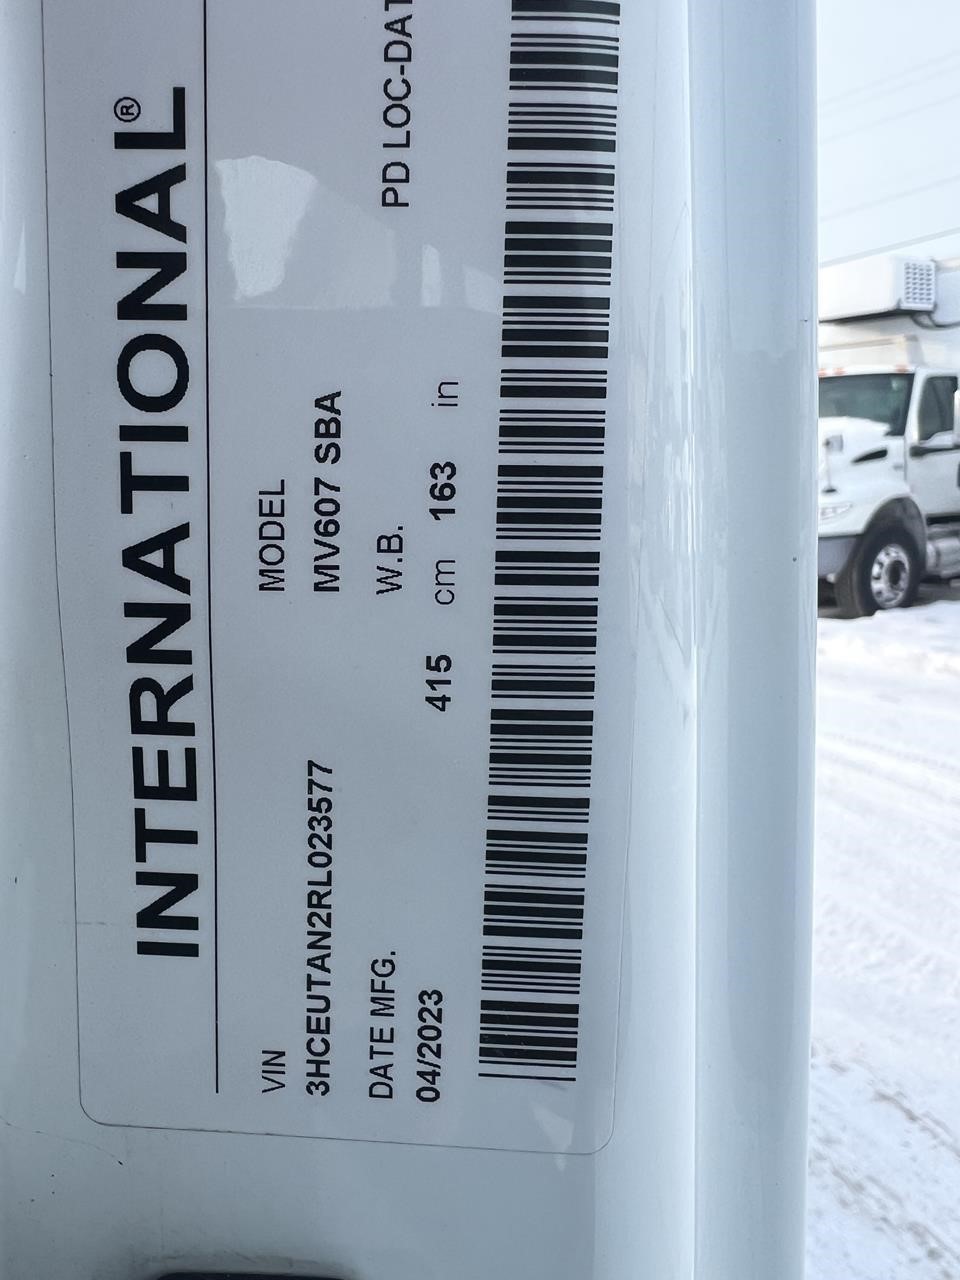 INTERNATIONAL®
VIN MODEL
3HCEUTAN2RL023577 MV607 SBA
DATE MFG. W.B. PD LOC-DAT
04/2023 415 cm 163 in